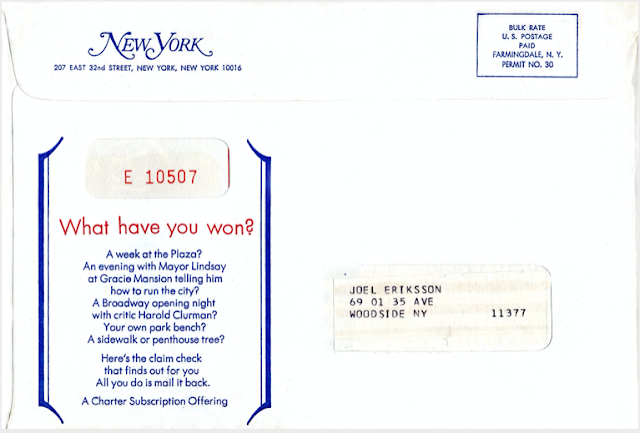 New York
207 EAST 32nd STREET, NEW YORK, NEW YORK 10016
BULK RATE
U. S. POSTAGE
PAID
FARMINGDALE, N. Y.
PERMIT NO. 30
E 10507
What have you won?
A week at the Plaza?
An evening with Mayor Lindsay
at Gracie Mansion telling him
how to run the city?
A Broadway opening night
with critic Harold Clurman?
Your own park bench?
A sidewalk or penthouse tree?
Here's the claim check
that finds out for you
All you do is mail it back.
A Charter Subscription Offering
JOEL ERIKSSON
69 01 35 AVE
WOODSIDE NY 11377